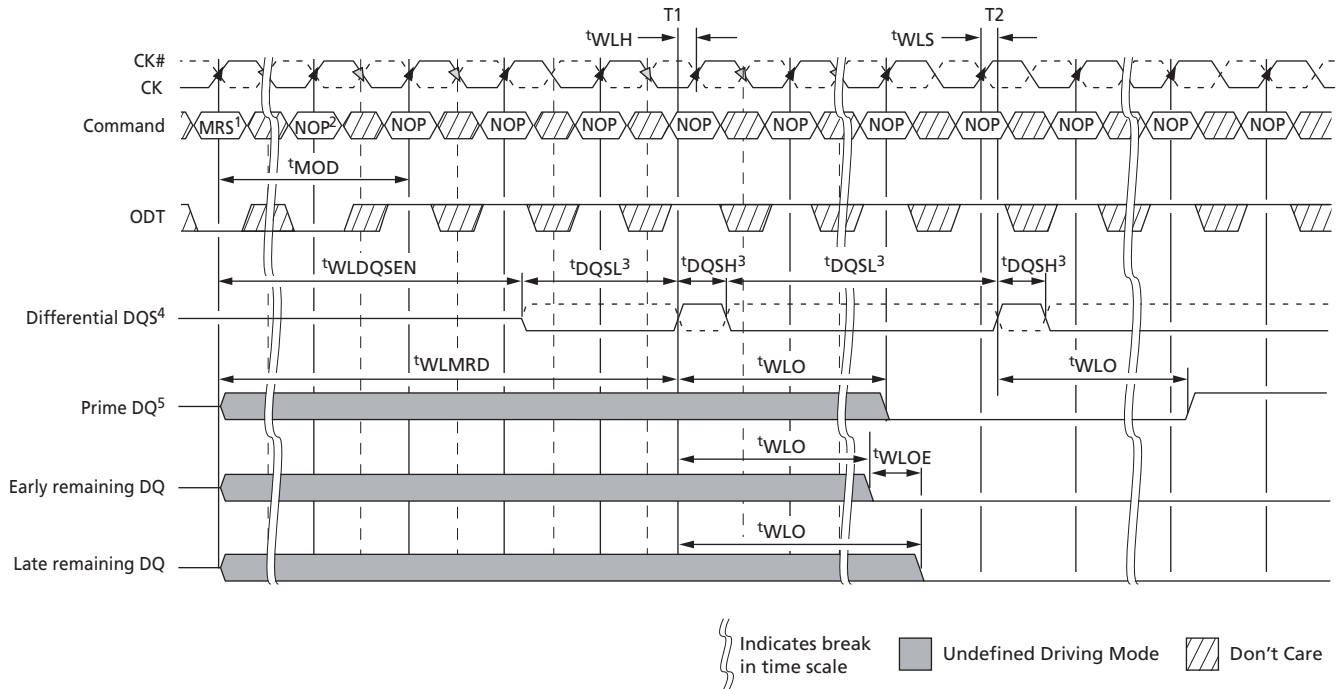 T1 T2
tWLH tWLS
CK#
CK
Command MRS1 NOP2 NOP NOP NOP NOP NOP NOP NOP NOP NOP NOP
tMOD
ODT
tWLDQSEN tDQSL3 tDQSH3 tDQSL3 tDQSH3
Differential DQS4
tWLMRD tWLO tWLO
Prime DQ5
tWLO tWLOE
Early remaining DQ
tWLO
Late remaining DQ
Indicates break
in time scale
Undefined Driving Mode
Don't Care